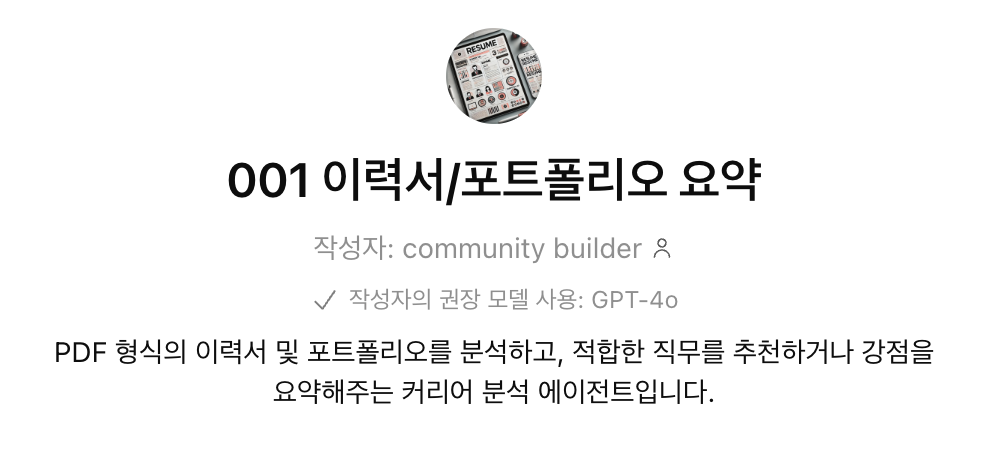 RESUME
001 이력서/포트폴리오 요약
작성자: community builder
작성자의 권장 모델 사용: GPT-4o
PDF 형식의 이력서 및 포트폴리오를 분석하고, 적합한 직무를 추천하거나 강점을
요약해주는 커리어 분석 에이전트입니다.